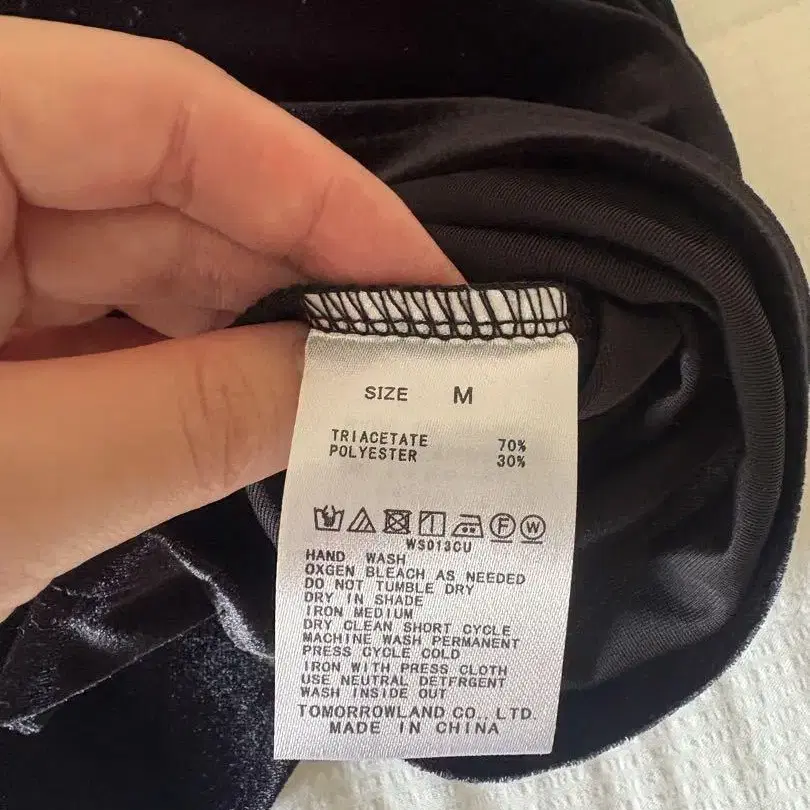 SIZE M
TRIACETATE 70%
POLYESTER 30%
F W
WS013CU
HAND WASH
OXGEN BLEACH AS NEEDED
DO NOT TUMBLE DRY
DRY IN SHADE
IRON MEDIUM
DRY CLEAN SHORT CYCLE
MACHINE WASH PERMANENT
PRESS CYCLE COLD
IRON WITH PRESS CLOTH
USE NEUTRAL DETFRGENT
WASH INSIDE OUT
TOMORROWLAND CO., LTD.
MADE IN CHINA